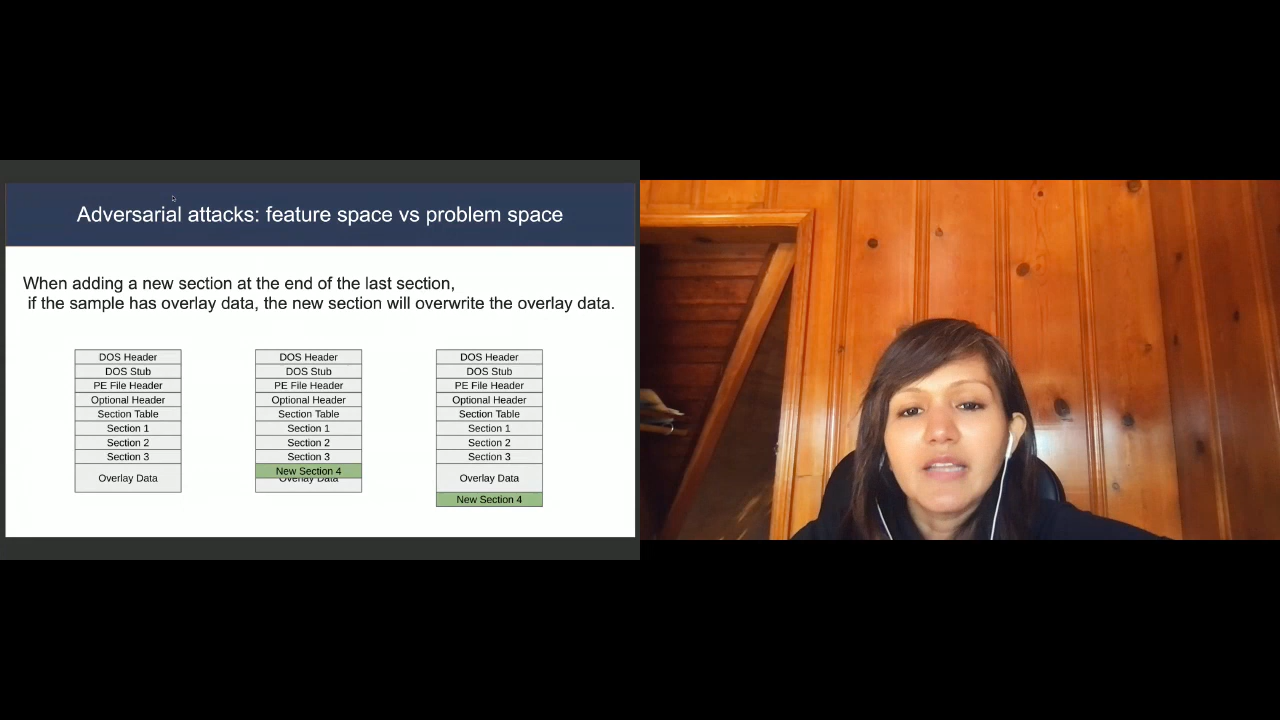 Adversarial attacks: feature space vs problem space
When adding a new section at the end of the last section,
if the sample has overlay data, the new section will overwrite the overlay data.
DOS Header
DOS Stub
PE File Header
Optional Header
Section Table
Section 1
Section 2
Section 3
Overlay Data
DOS Header
DOS Stub
PE File Header
Optional Header
Section Table
Section 1
Section 2
Section 3
New Section 4
Overlay Data
DOS Header
DOS Stub
PE File Header
Optional Header
Section Table
Section 1
Section 2
Section 3
Overlay Data
New Section 4